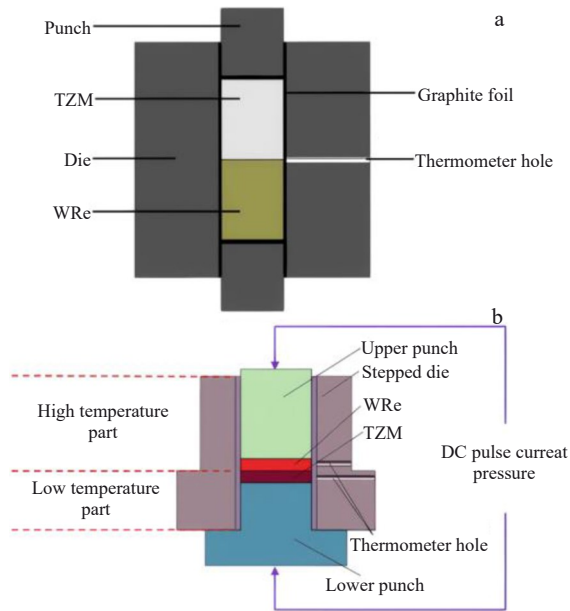 a
Punch
TZM
Graphite foil
Die
Thermometer hole
WRe
b
Upper punch
Stepped die
WRe
TZM
High temperature
part
DC pulse curreat
pressure
Low temperature
part
Thermometer hole
Lower punch